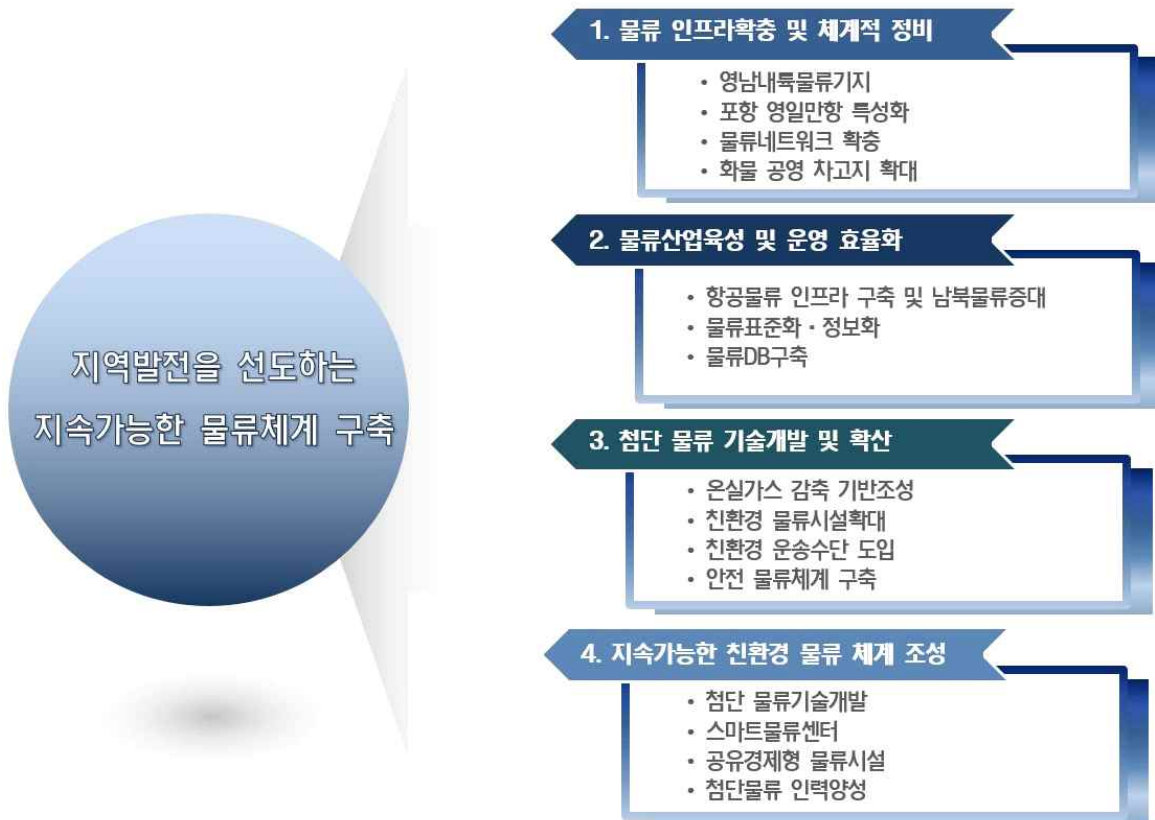 지역발전을 선도하는
지속가능한 물류체계 구축
1. 물류 인프라확충 및 체계적 정비
• 영남내륙물류기지
• 포항 영일만항 특성화
• 물류네트워크 확충
• 화물 공영 차고지 확대
2. 물류산업육성 및 운영 효율화
• 항공물류 인프라 구축 및 남북물류증대
• 물류표준화・정보화
• 물류DB구축
3. 첨단 물류 기술개발 및 확산
• 온실가스 감축 기반조성
• 친환경 물류시설확대
• 친환경 운송수단 도입
• 안전 물류체계 구축
4. 지속가능한 친환경 물류 체계 조성
• 첨단 물류기술개발
• 스마트물류센터
• 공유경제형 물류시설
• 첨단물류 인력양성